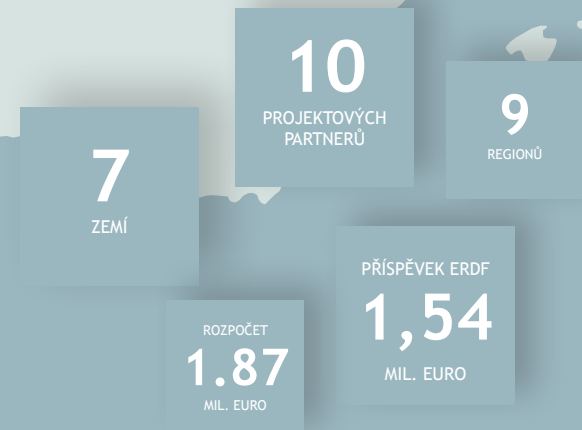 10
PROJEKTOVÝCH
PARTNERŮ
9
REGIONŮ
7
ZEMÍ
PŘÍSPĚVEK ERDF
1,54
MIL. EURO
ROZPOČET
1.87
MIL. EURO